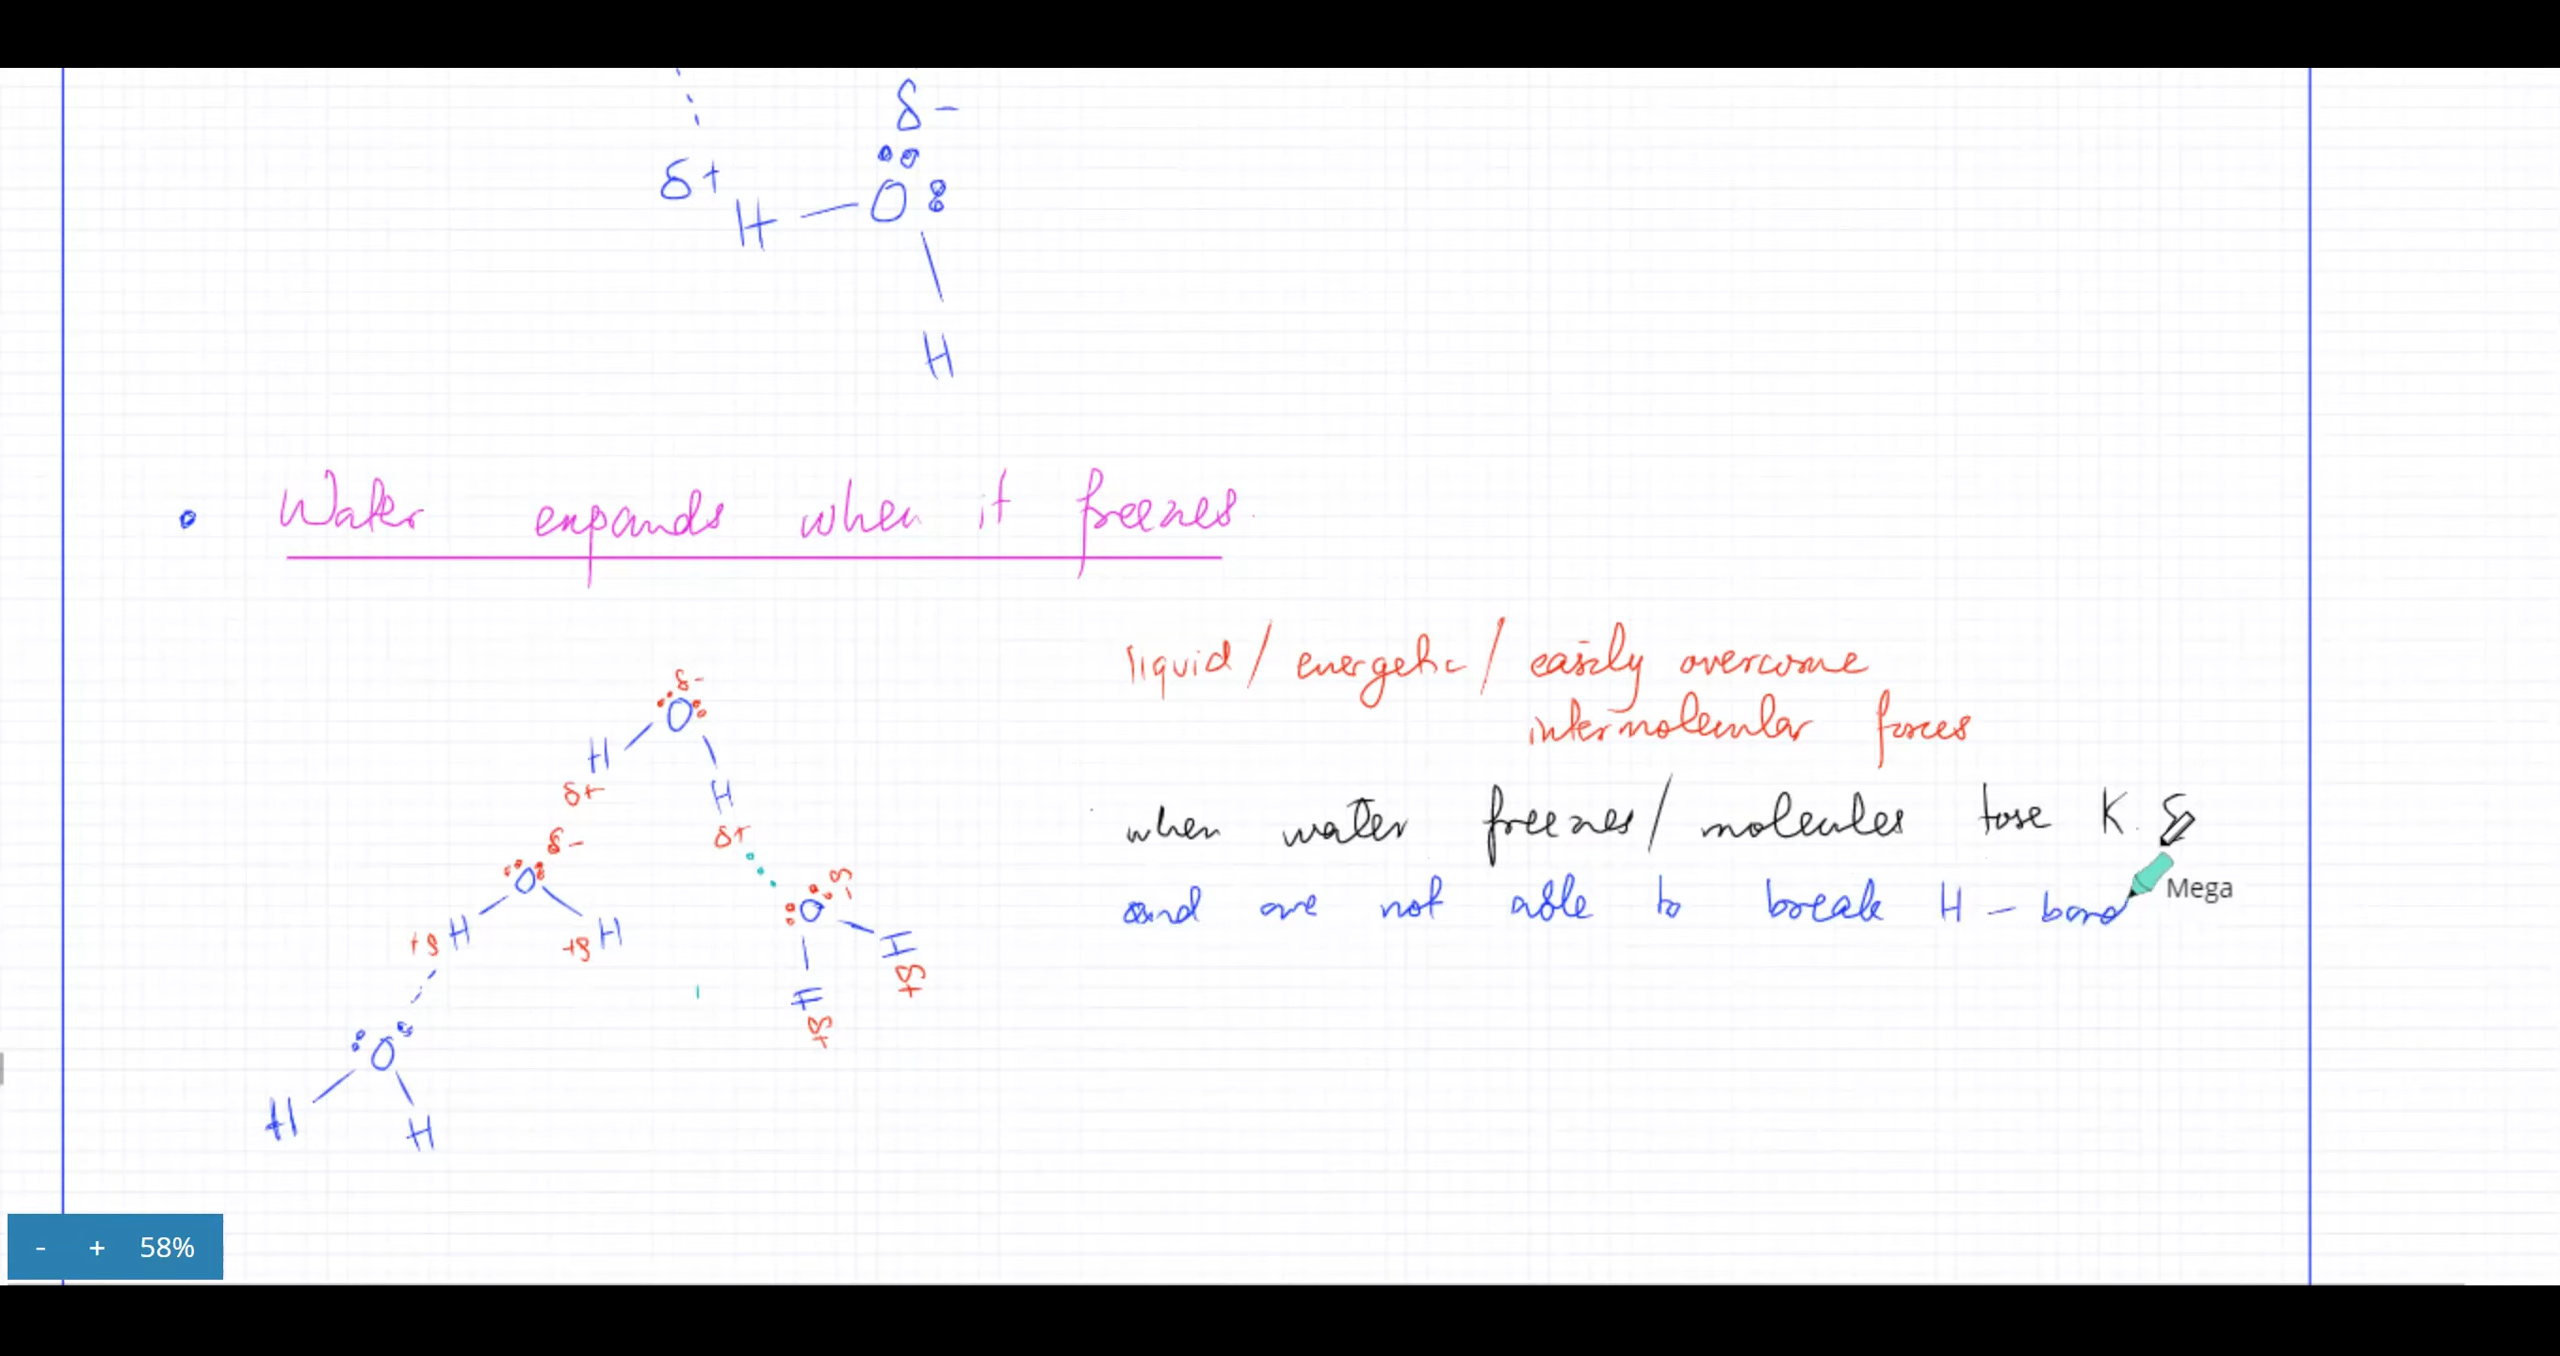 δ-
δ+
H
O
H
• Water expands when it freezes.
δ-
O
H
H
δ+
δ+
δ-
O
H
H
δ+
δ+
δ-
O
H
δ+
H
δ+
O
H
H
liquid / energetic / easily overcome
intermolecular forces
when water freezes / molecules lose K. E
and are not able to break H - bond
Mega
- + 58%